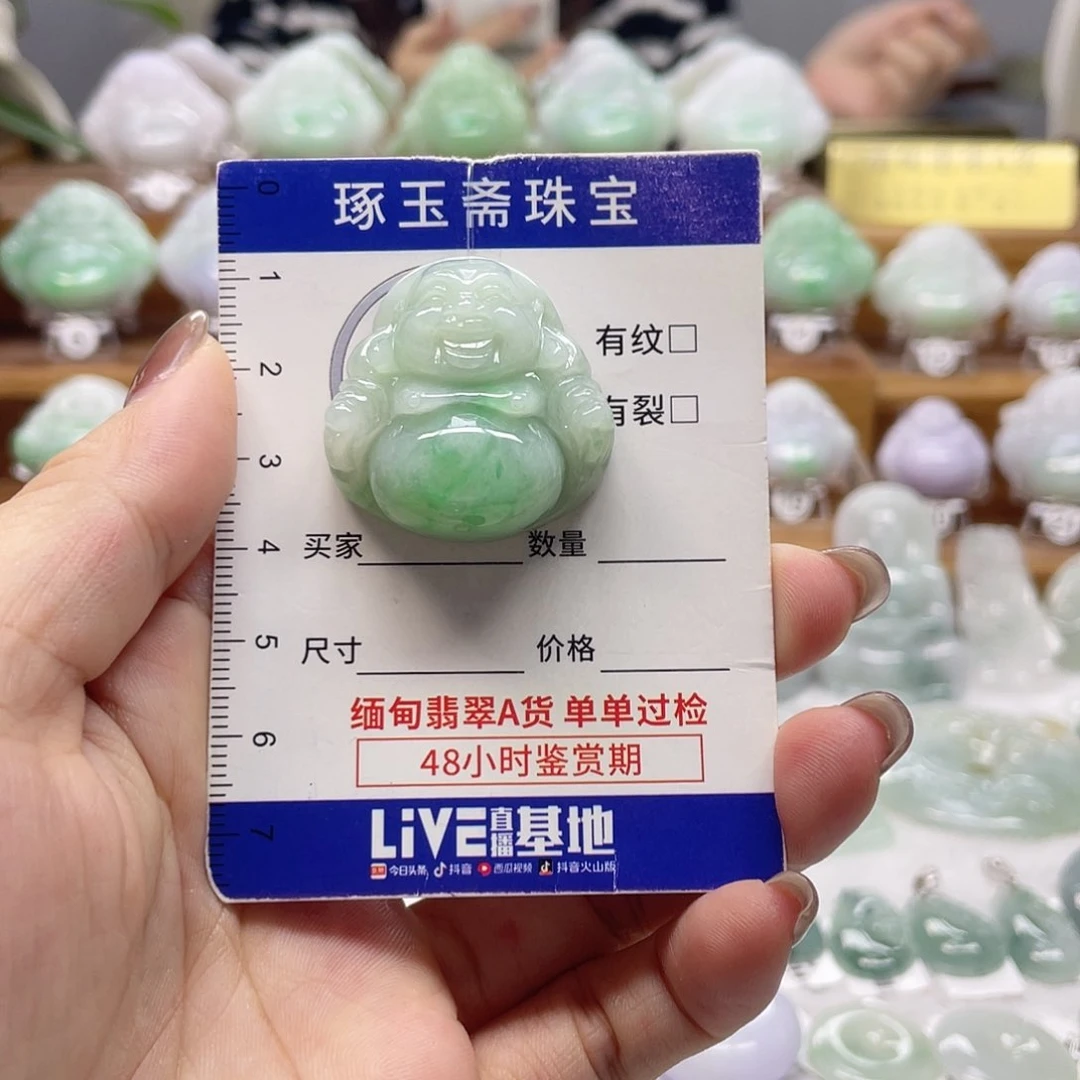 琢玉斋珠宝
0
1
有纹□
2
有裂□
3
4
买家 数量
5
尺寸 价格
缅甸翡翠A货 单单过检
6
48小时鉴赏期
7
LiVE直播基地
今日头条 抖音 西瓜视频 抖音火山版